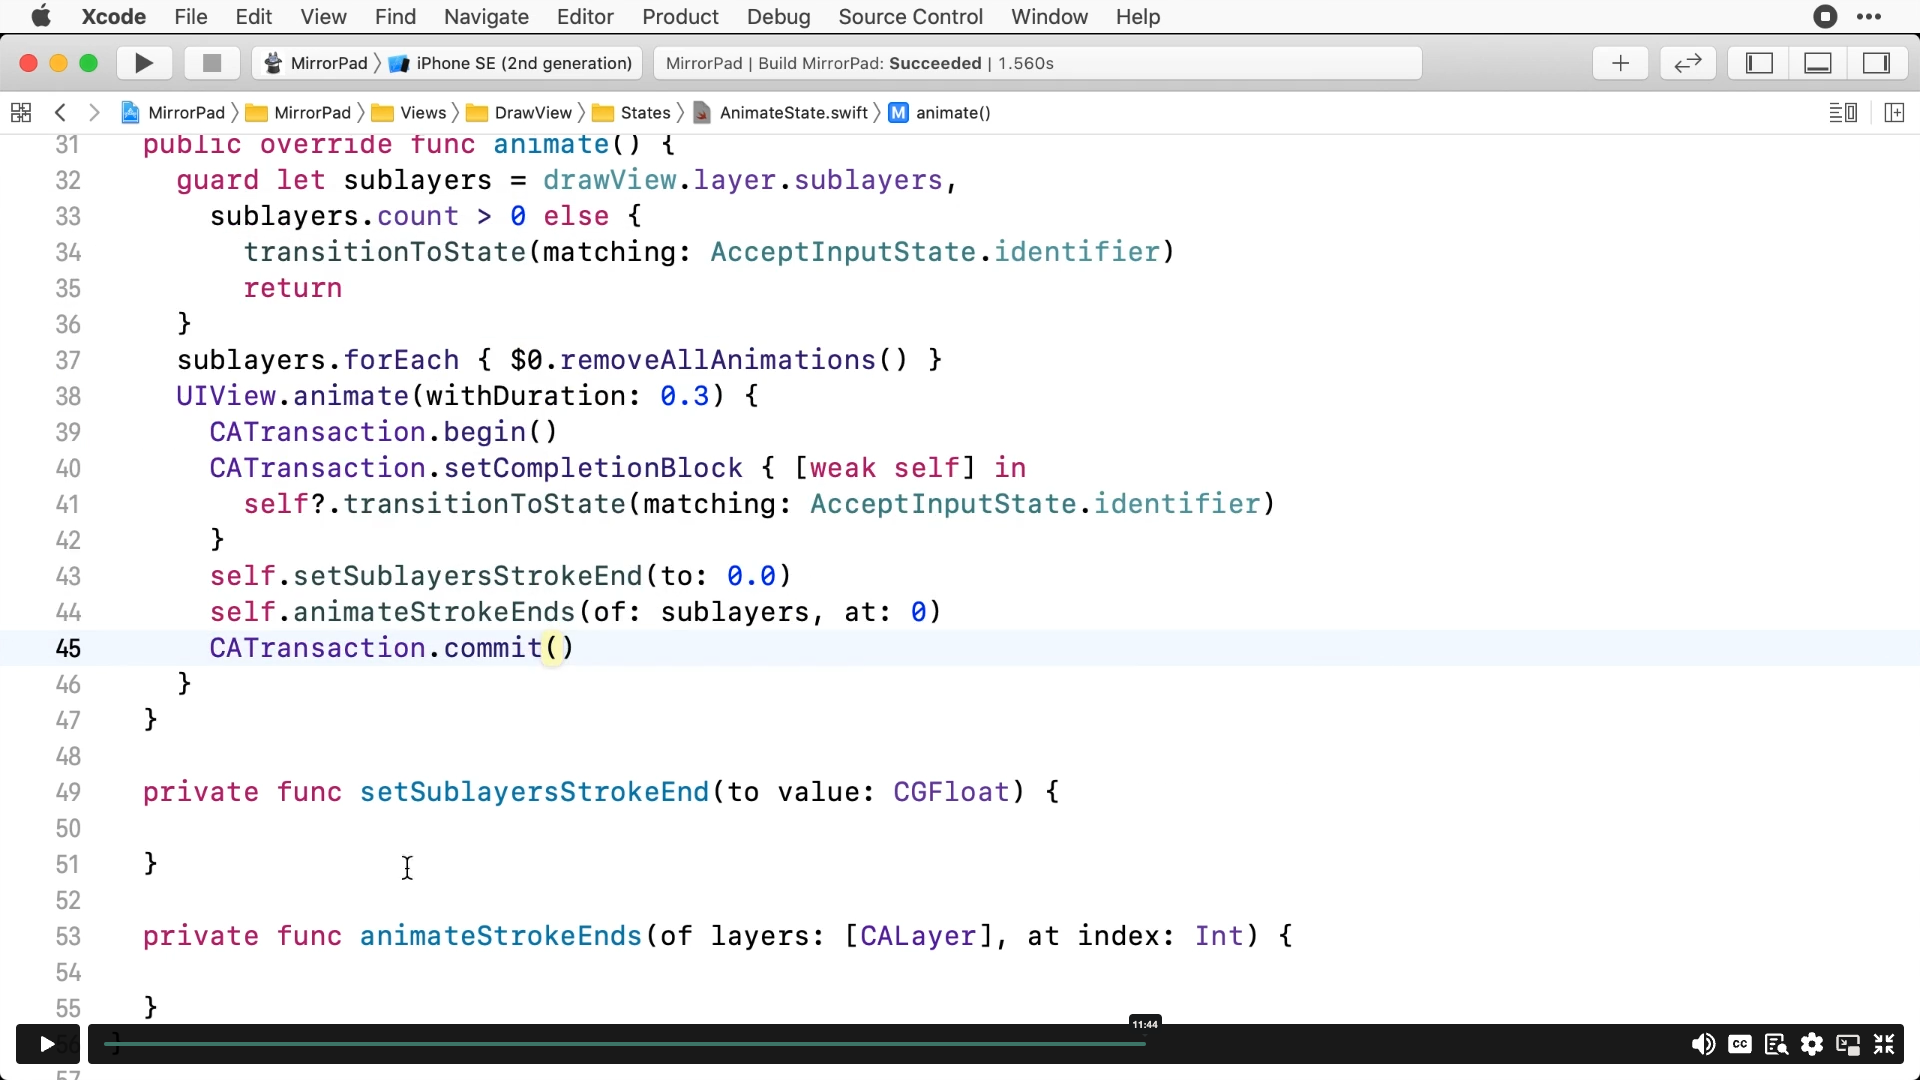 Xcode File Edit View Find Navigate Editor Product Debug Source Control Window Help
MirrorPad 〉 iPhone SE (2nd generation) MirrorPad | Build MirrorPad: Succeeded | 1.560s
MirrorPad 〉 MirrorPad 〉 Views 〉 DrawView 〉 States 〉 AnimateState.swift 〉 M animate()
31 public override func animate() {
32 guard let sublayers = drawView.layer.sublayers,
33 sublayers.count > 0 else {
34 transitionToState(matching: AcceptInputState.identifier)
35 return
36 }
37 sublayers.forEach { $0.removeAllAnimations() }
38 UIView.animate(withDuration: 0.3) {
39 CATransaction.begin()
40 CATransaction.setCompletionBlock { [weak self] in
41 self?.transitionToState(matching: AcceptInputState.identifier)
42 }
43 self.setSublayersStrokeEnd(to: 0.0)
44 self.animateStrokeEnds(of: sublayers, at: 0)
45 CATransaction.commit()
46 }
47 }
48
49 private func setSublayersStrokeEnd(to value: CGFloat) {
50
51 }
52
53 private func animateStrokeEnds(of layers: [CALayer], at index: Int) {
54
55 }
11:44
56 }
CC
57